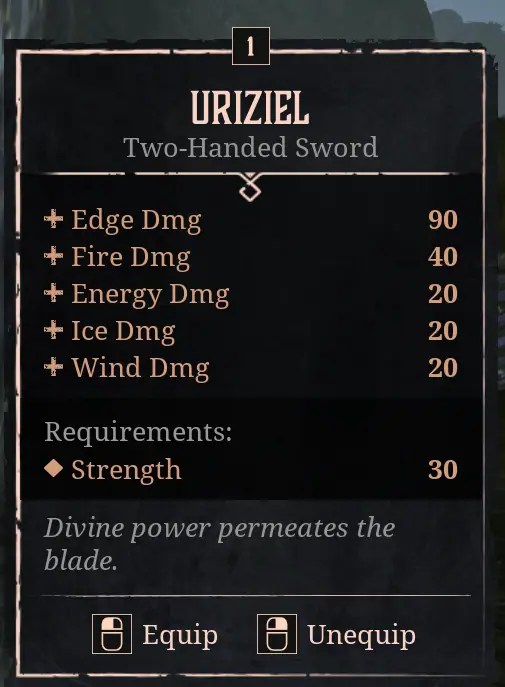 1
URIZIEL
Two-Handed Sword
Edge Dmg 90
Fire Dmg 40
Energy Dmg 20
Ice Dmg 20
Wind Dmg 20
Requirements:
Strength 30
Divine power permeates the
blade.
Equip Unequip